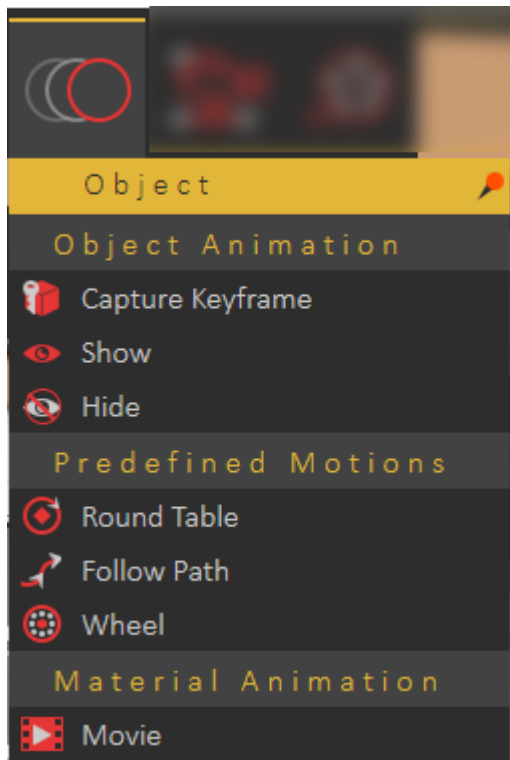 Object
Object Animation
Capture Keyframe
Show
Hide
Predefined Motions
Round Table
Follow Path
Wheel
Material Animation
Movie